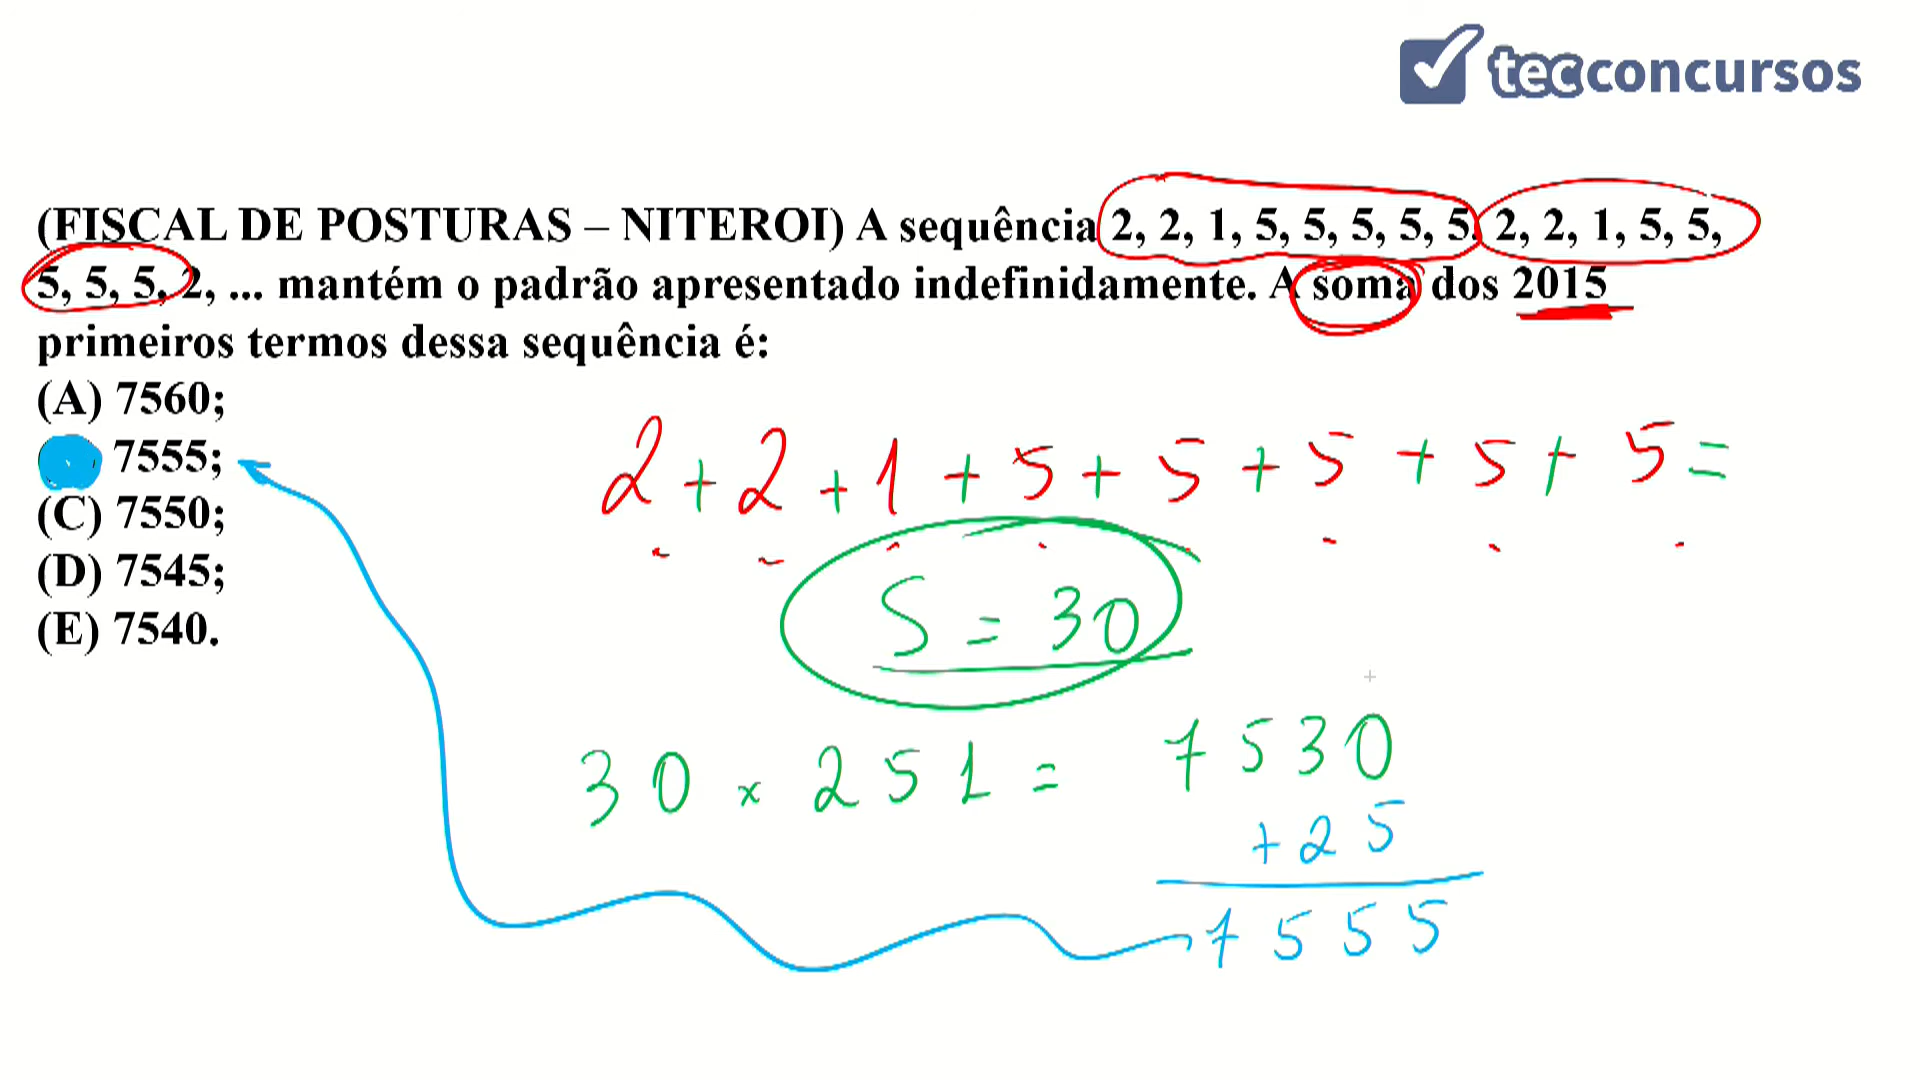 tecconcursos
(FISCAL DE POSTURAS – NITEROI) A sequência 2, 2, 1, 5, 5, 5, 5, 5, 2, 2, 1, 5, 5,
5, 5, 5, 2, ... mantém o padrão apresentado indefinidamente. A soma dos 2015
primeiros termos dessa sequência é:
(A) 7560;
7555;
(C) 7550;
(D) 7545;
(E) 7540.
2 + 2 + 1 + 5 + 5 + 5 + 5 + 5 =
S = 30
30 × 251 = 7530
+ 25
7555